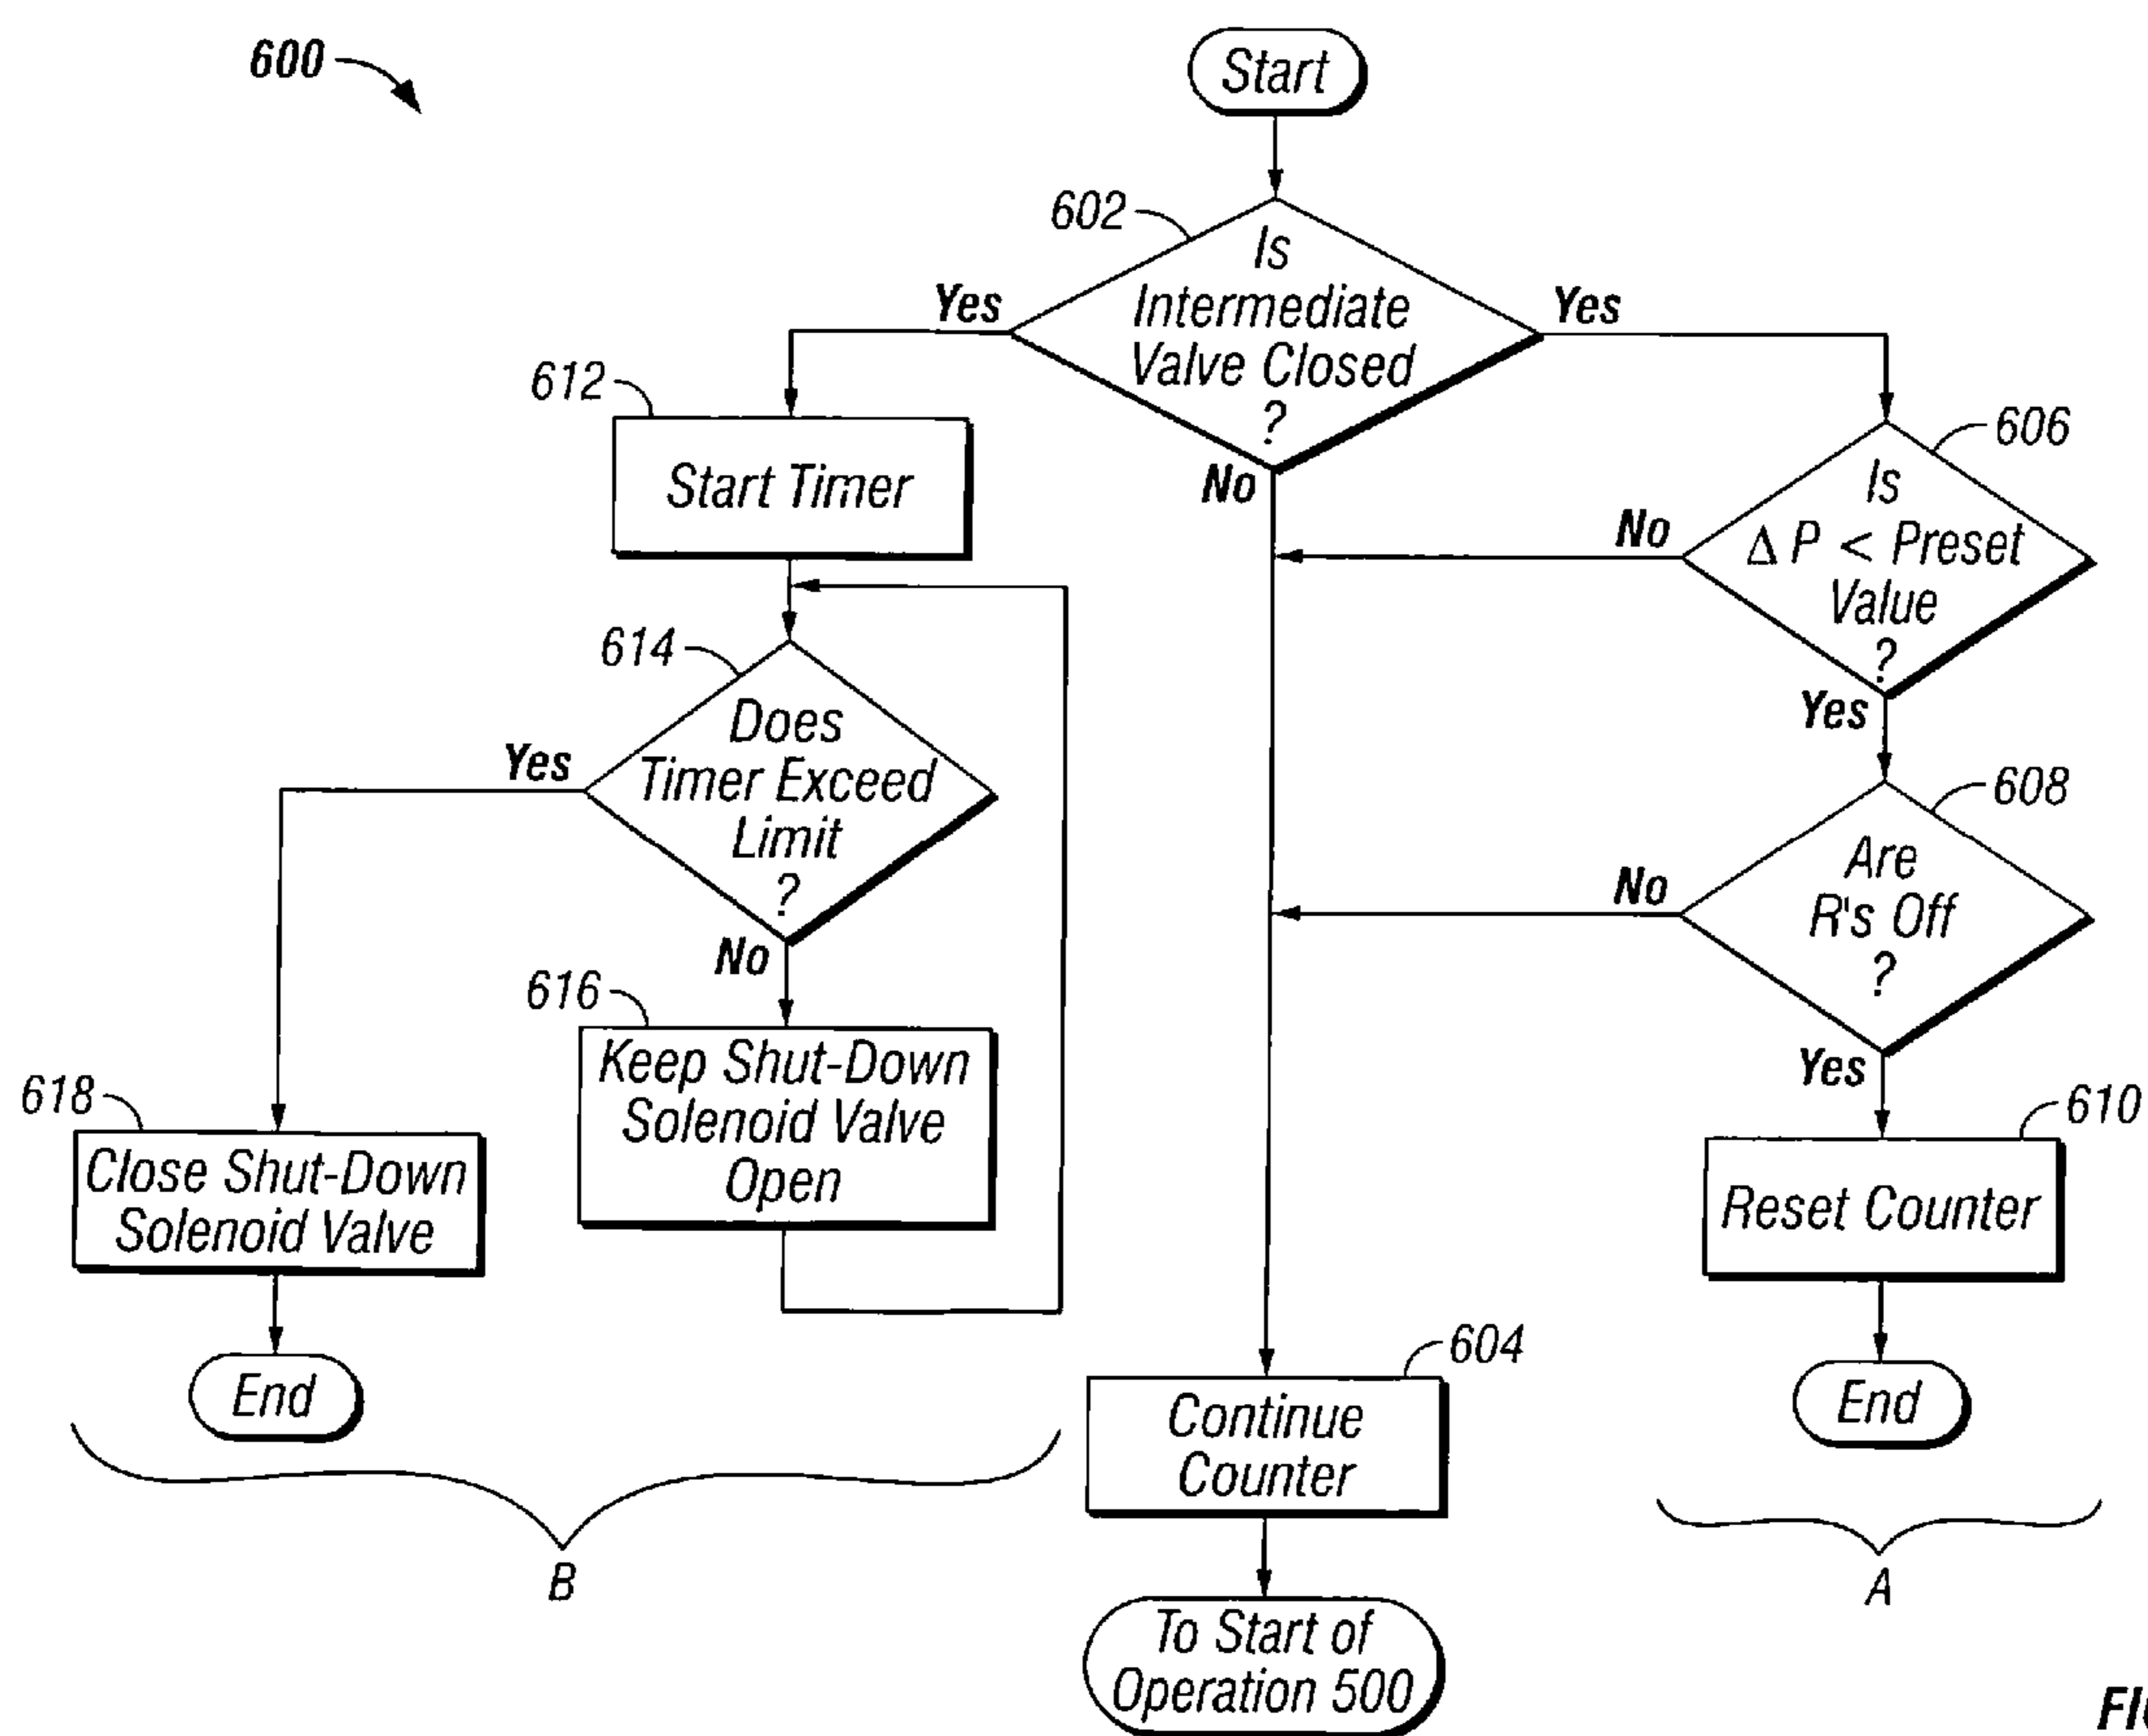 600
Start
602
Is
Intermediate
Valve Closed
?
Yes
Yes
No
612
Start Timer
606
Is
Δ P < Preset
Value
?
No
Yes
614
Does
Timer Exceed
Limit
?
Yes
No
608
Are
R's Off
?
No
Yes
616
Keep Shut-Down
Solenoid Valve
Open
618
Close Shut-Down
Solenoid Valve
End
610
Reset Counter
End
604
Continue
Counter
To Start of
Operation 500
B
A